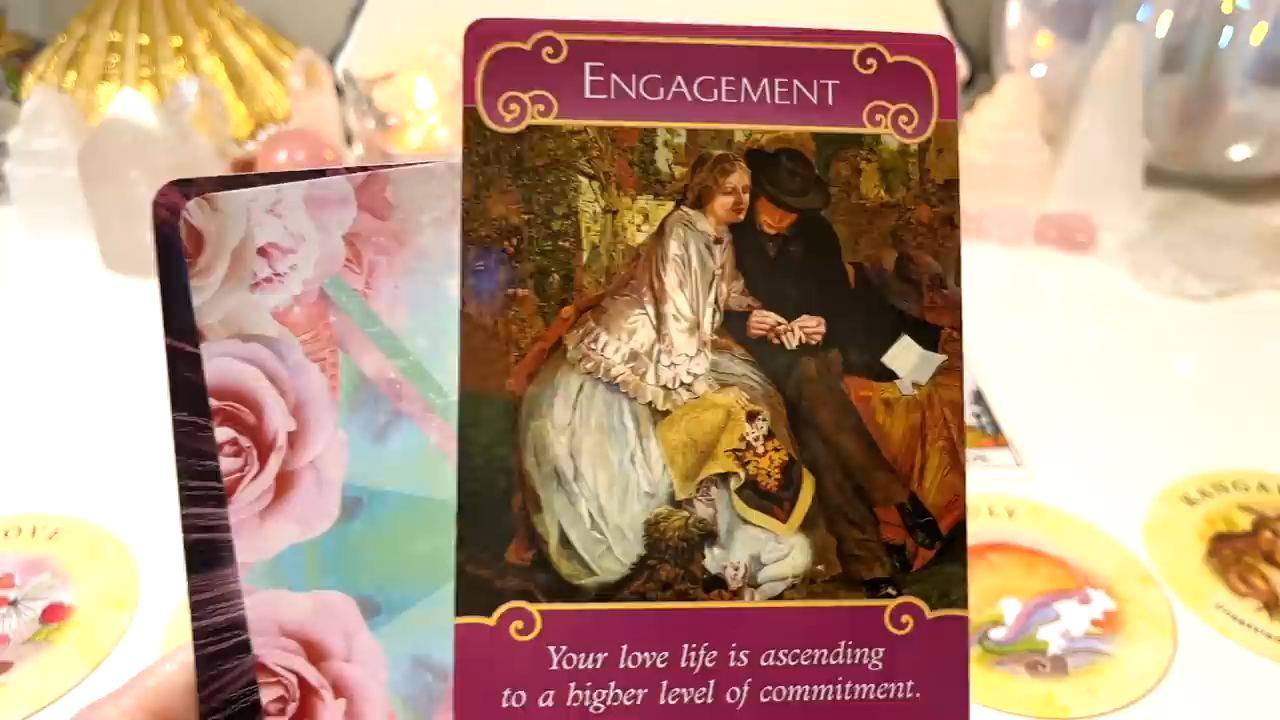 ENGAGEMENT
Your love life is ascending
to a higher level of commitment.